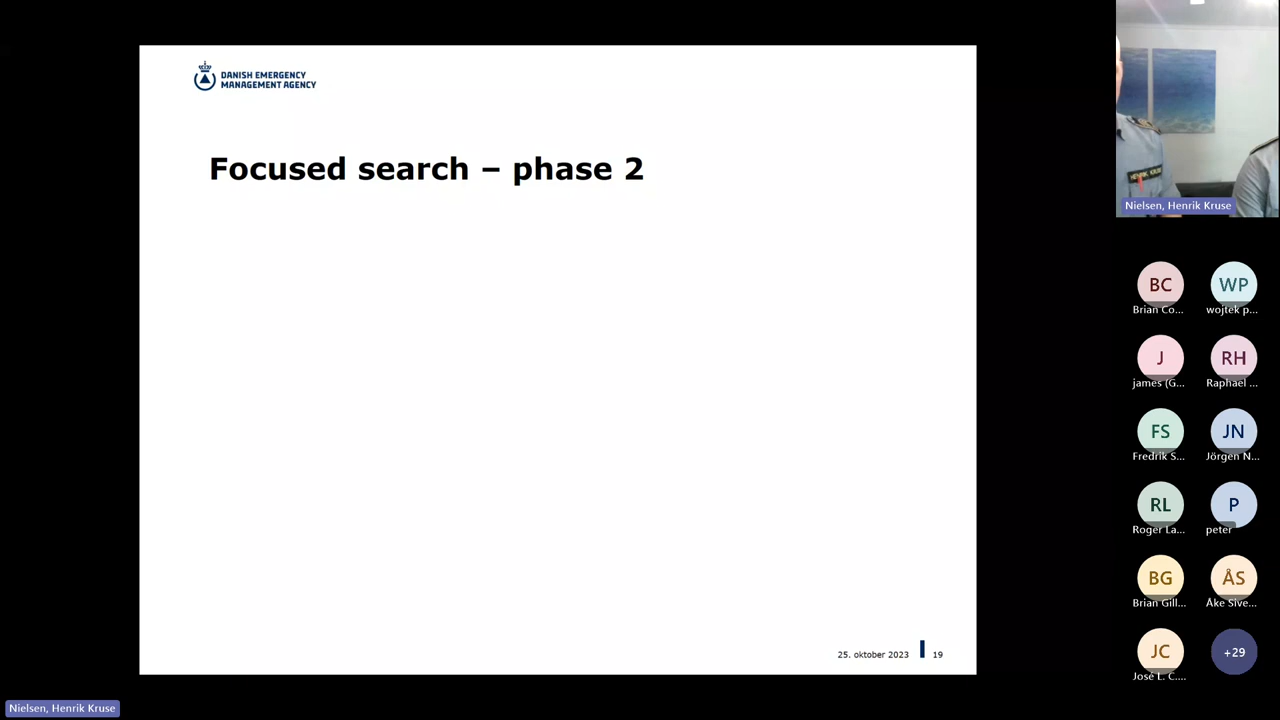 DANISH EMERGENCY
MANAGEMENT AGENCY
Focused search – phase 2
25. oktober 2023
19
HENRIK KRUSE
Nielsen, Henrik Kruse
BC
Brian Co...
WP
wojtek p...
J
james (G...
RH
Raphael ...
FS
Fredrik S...
JN
Jörgen N...
RL
Roger La...
P
peter
BG
Brian Gill...
ÅS
Åke Sive...
JC
José L. C....
+29
Nielsen, Henrik Kruse